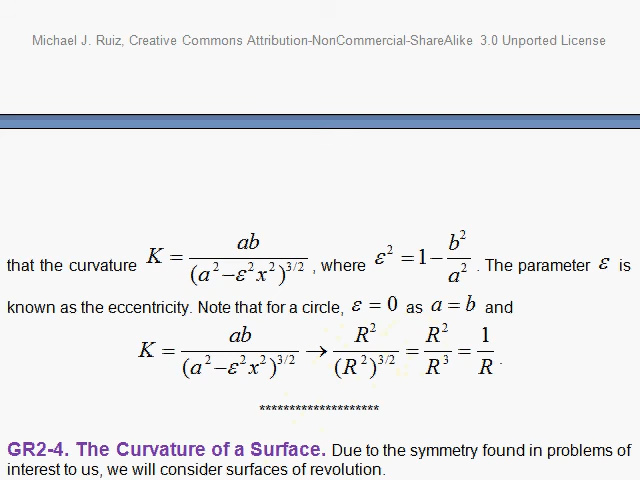 Michael J. Ruiz, Creative Commons Attribution-NonCommercial-ShareAlike 3.0 Unported License
that the curvature K = ab / (a² − ε²x²)^{3/2} , where ε² = 1 − b²/a² . The parameter ε is
known as the eccentricity. Note that for a circle, ε = 0 as a = b and
K = ab / (a² − ε²x²)^{3/2} → R² / (R²)^{3/2} = R²/R³ = 1/R .
********************
GR2-4. The Curvature of a Surface. Due to the symmetry found in problems of
interest to us, we will consider surfaces of revolution.